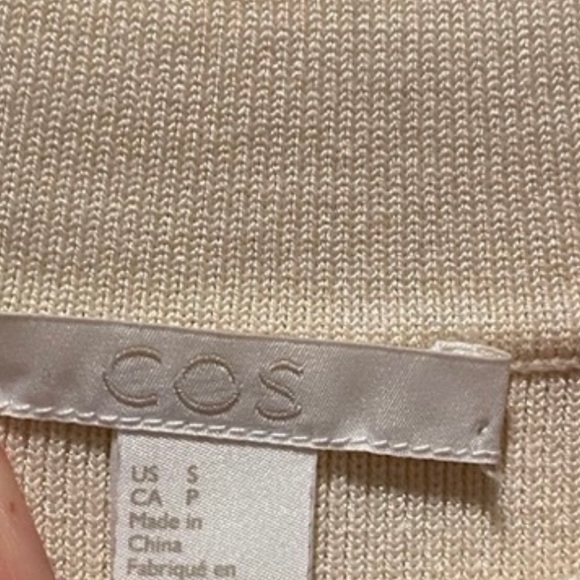 COS
US S
CA P
Made in
China
Fabriqué en